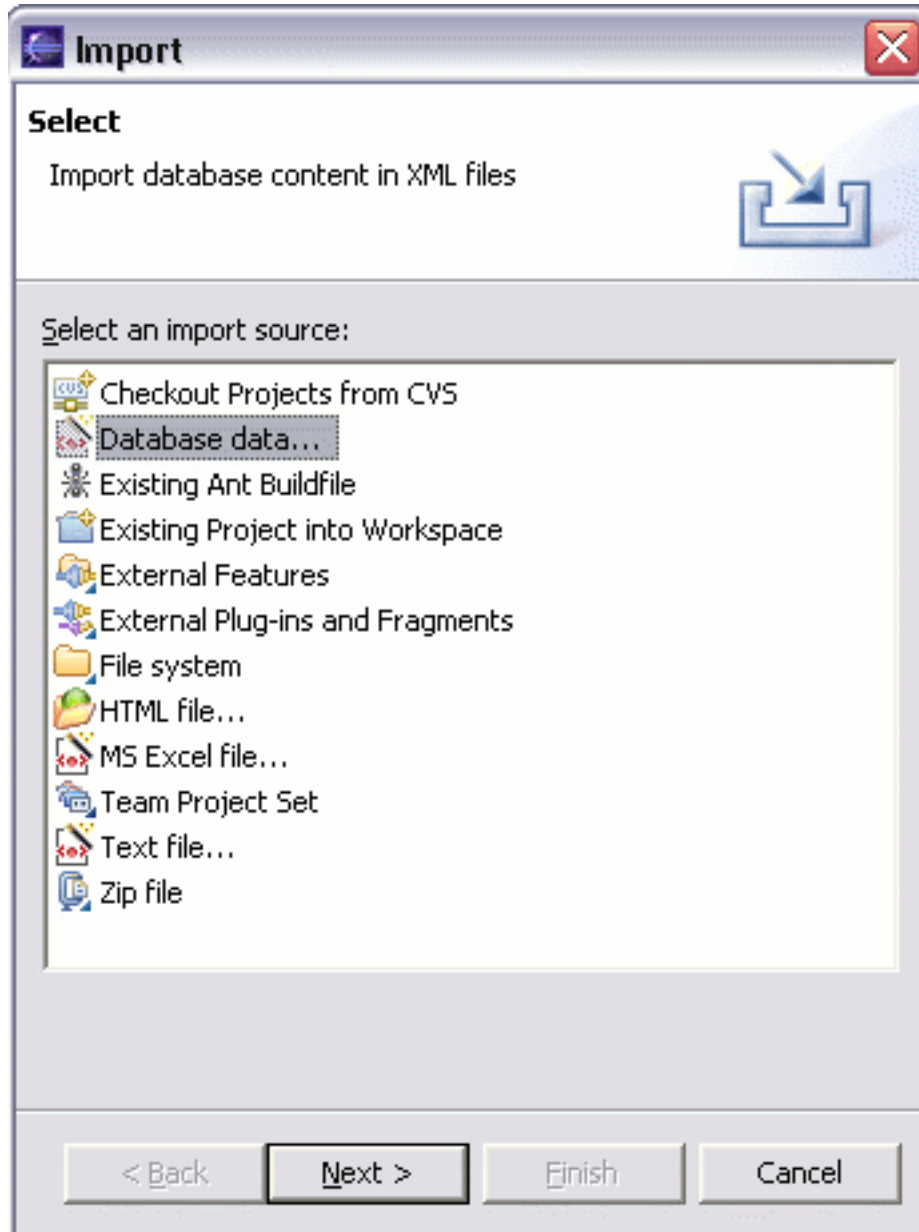 Import
Select
Import database content in XML files
Select an import source:
Checkout Projects from CVS
Database data...
Existing Ant Buildfile
Existing Project into Workspace
External Features
External Plug-ins and Fragments
File system
HTML file...
MS Excel file...
Team Project Set
Text file...
Zip file
< Back
Next >
Finish
Cancel